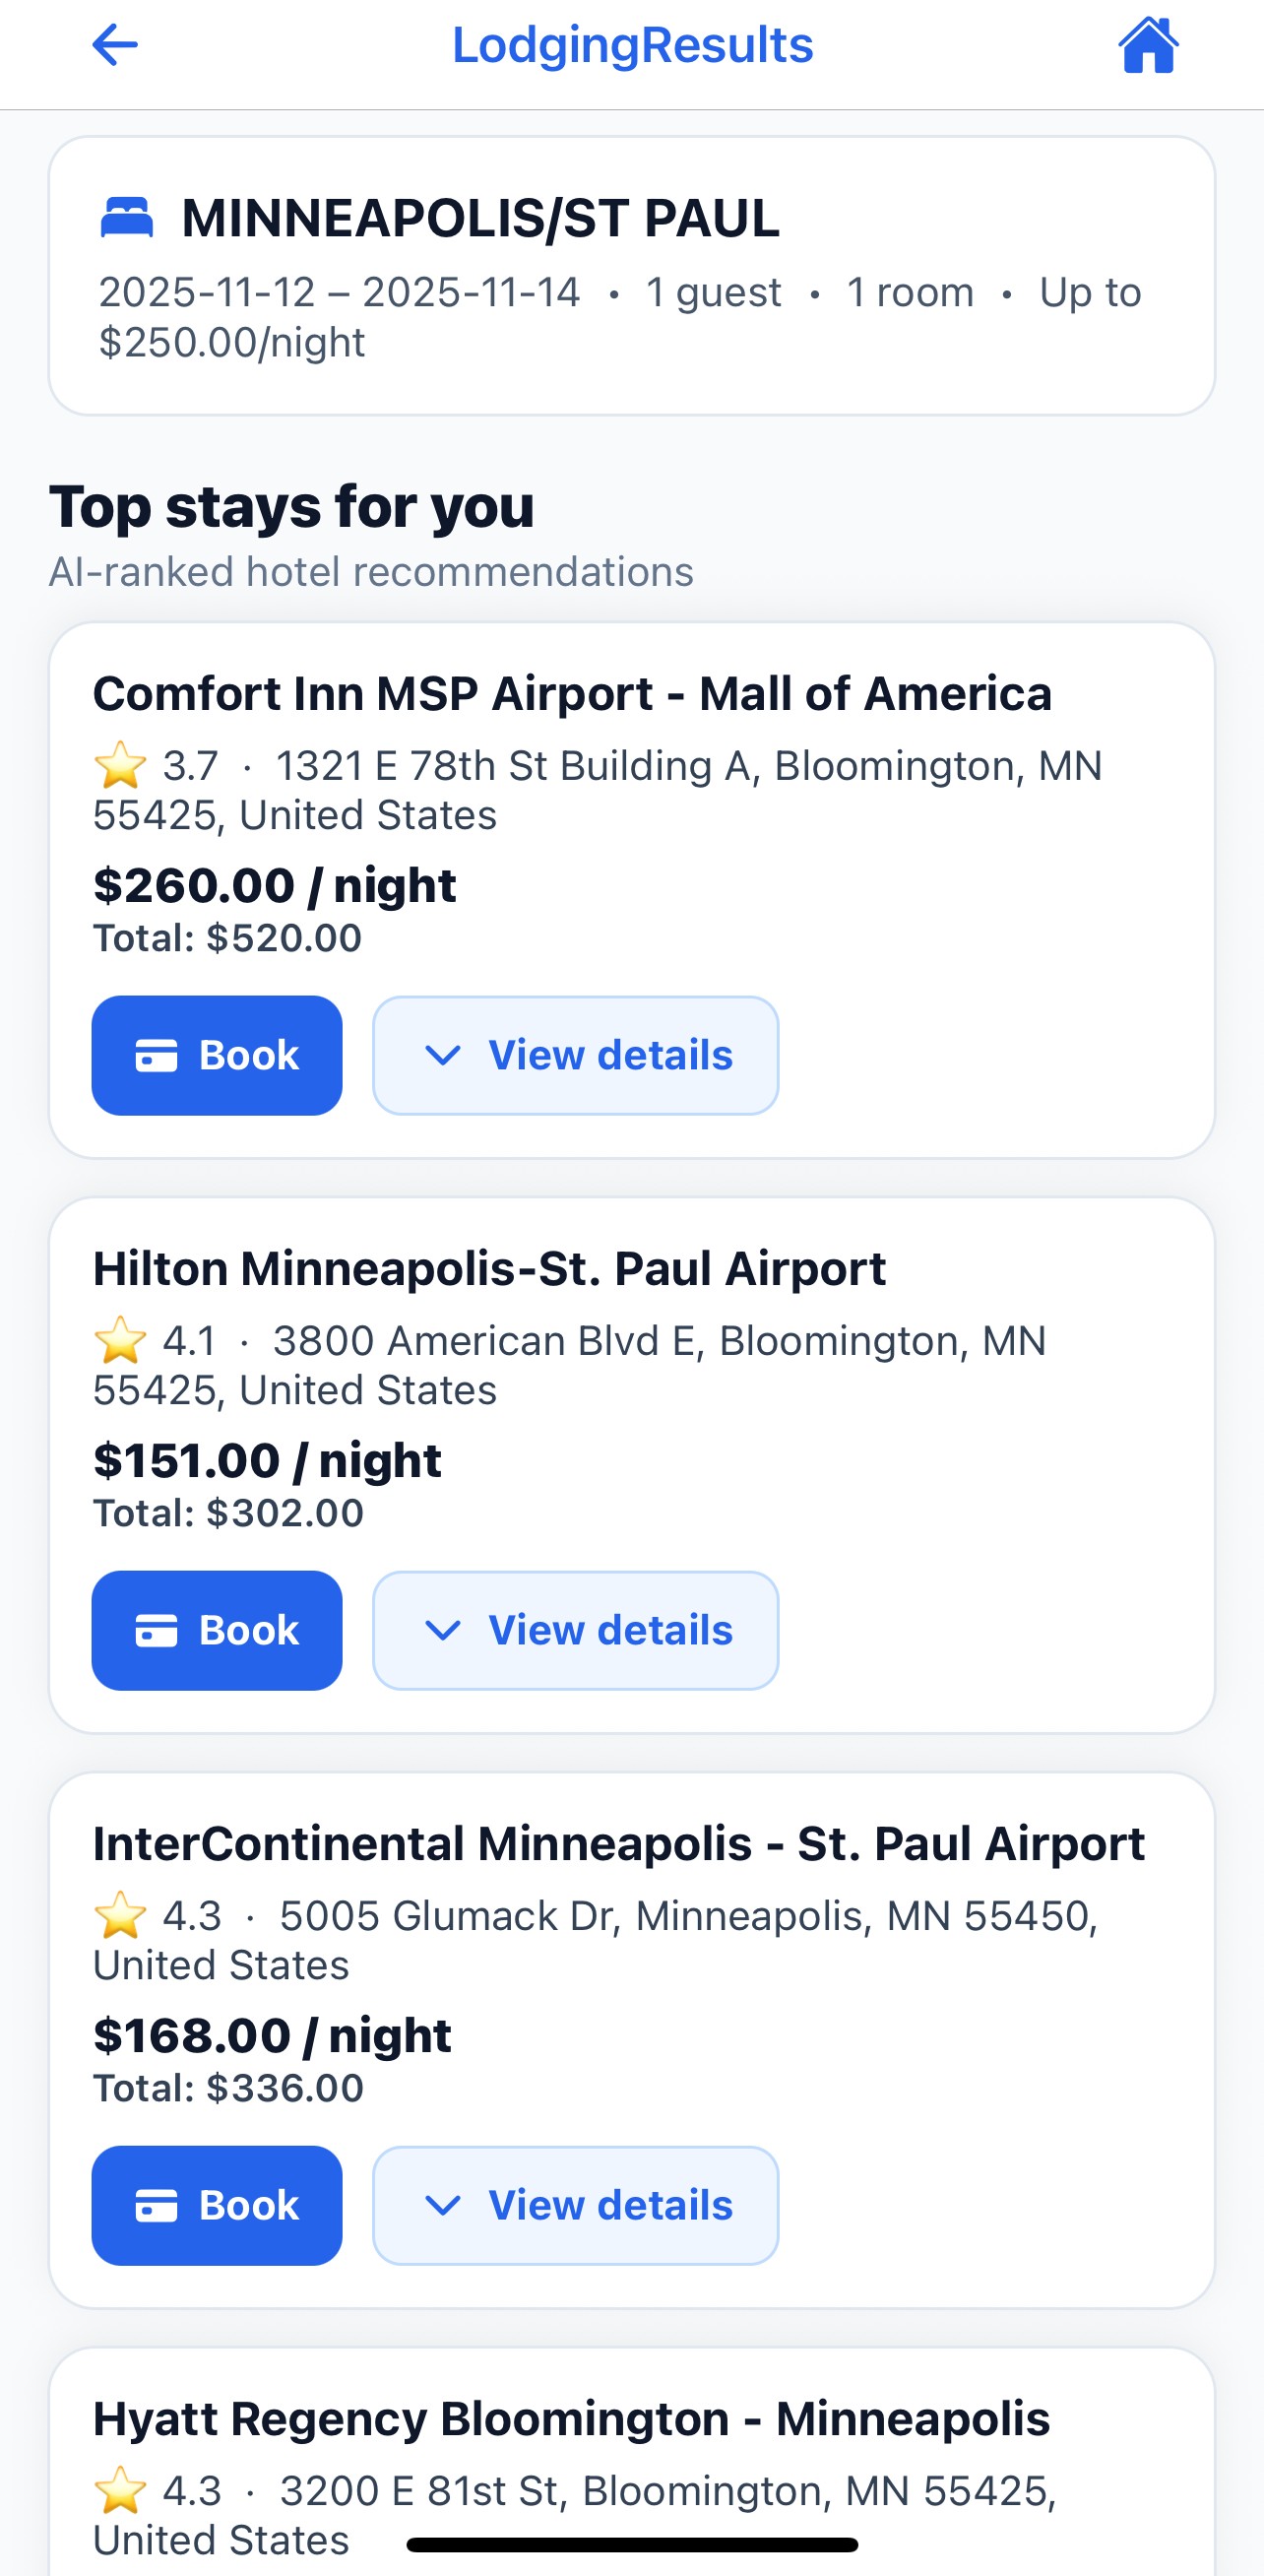 LodgingResults
MINNEAPOLIS/ST PAUL
2025-11-12 – 2025-11-14 • 1 guest • 1 room • Up to
$250.00/night
Top stays for you
AI-ranked hotel recommendations
Comfort Inn MSP Airport - Mall of America
⭐ 3.7 · 1321 E 78th St Building A, Bloomington, MN
55425, United States
$260.00 / night
Total: $520.00
Book View details
Hilton Minneapolis-St. Paul Airport
⭐ 4.1 · 3800 American Blvd E, Bloomington, MN
55425, United States
$151.00 / night
Total: $302.00
Book View details
InterContinental Minneapolis - St. Paul Airport
⭐ 4.3 · 5005 Glumack Dr, Minneapolis, MN 55450,
United States
$168.00 / night
Total: $336.00
Book View details
Hyatt Regency Bloomington - Minneapolis
⭐ 4.3 · 3200 E 81st St, Bloomington, MN 55425,
United States